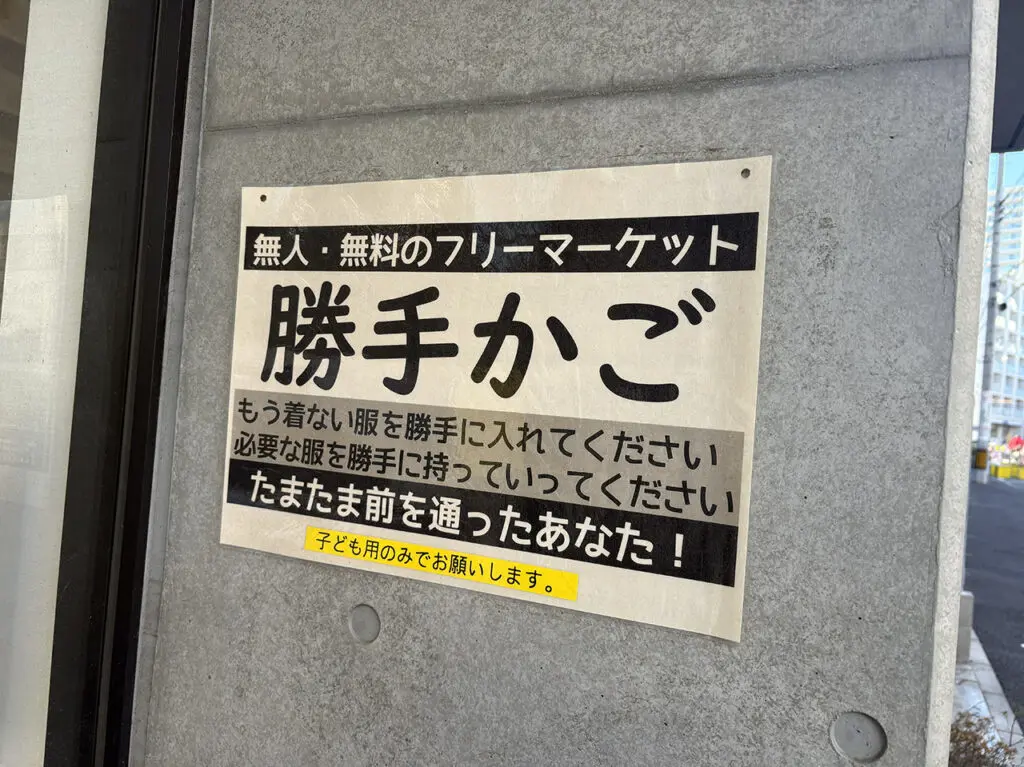 無人・無料のフリーマーケット
勝手かご
もう着ない服を勝手に入れてください
必要な服を勝手に持っていってください
たまたま前を通ったあなた！
子ども用のみでお願いします。